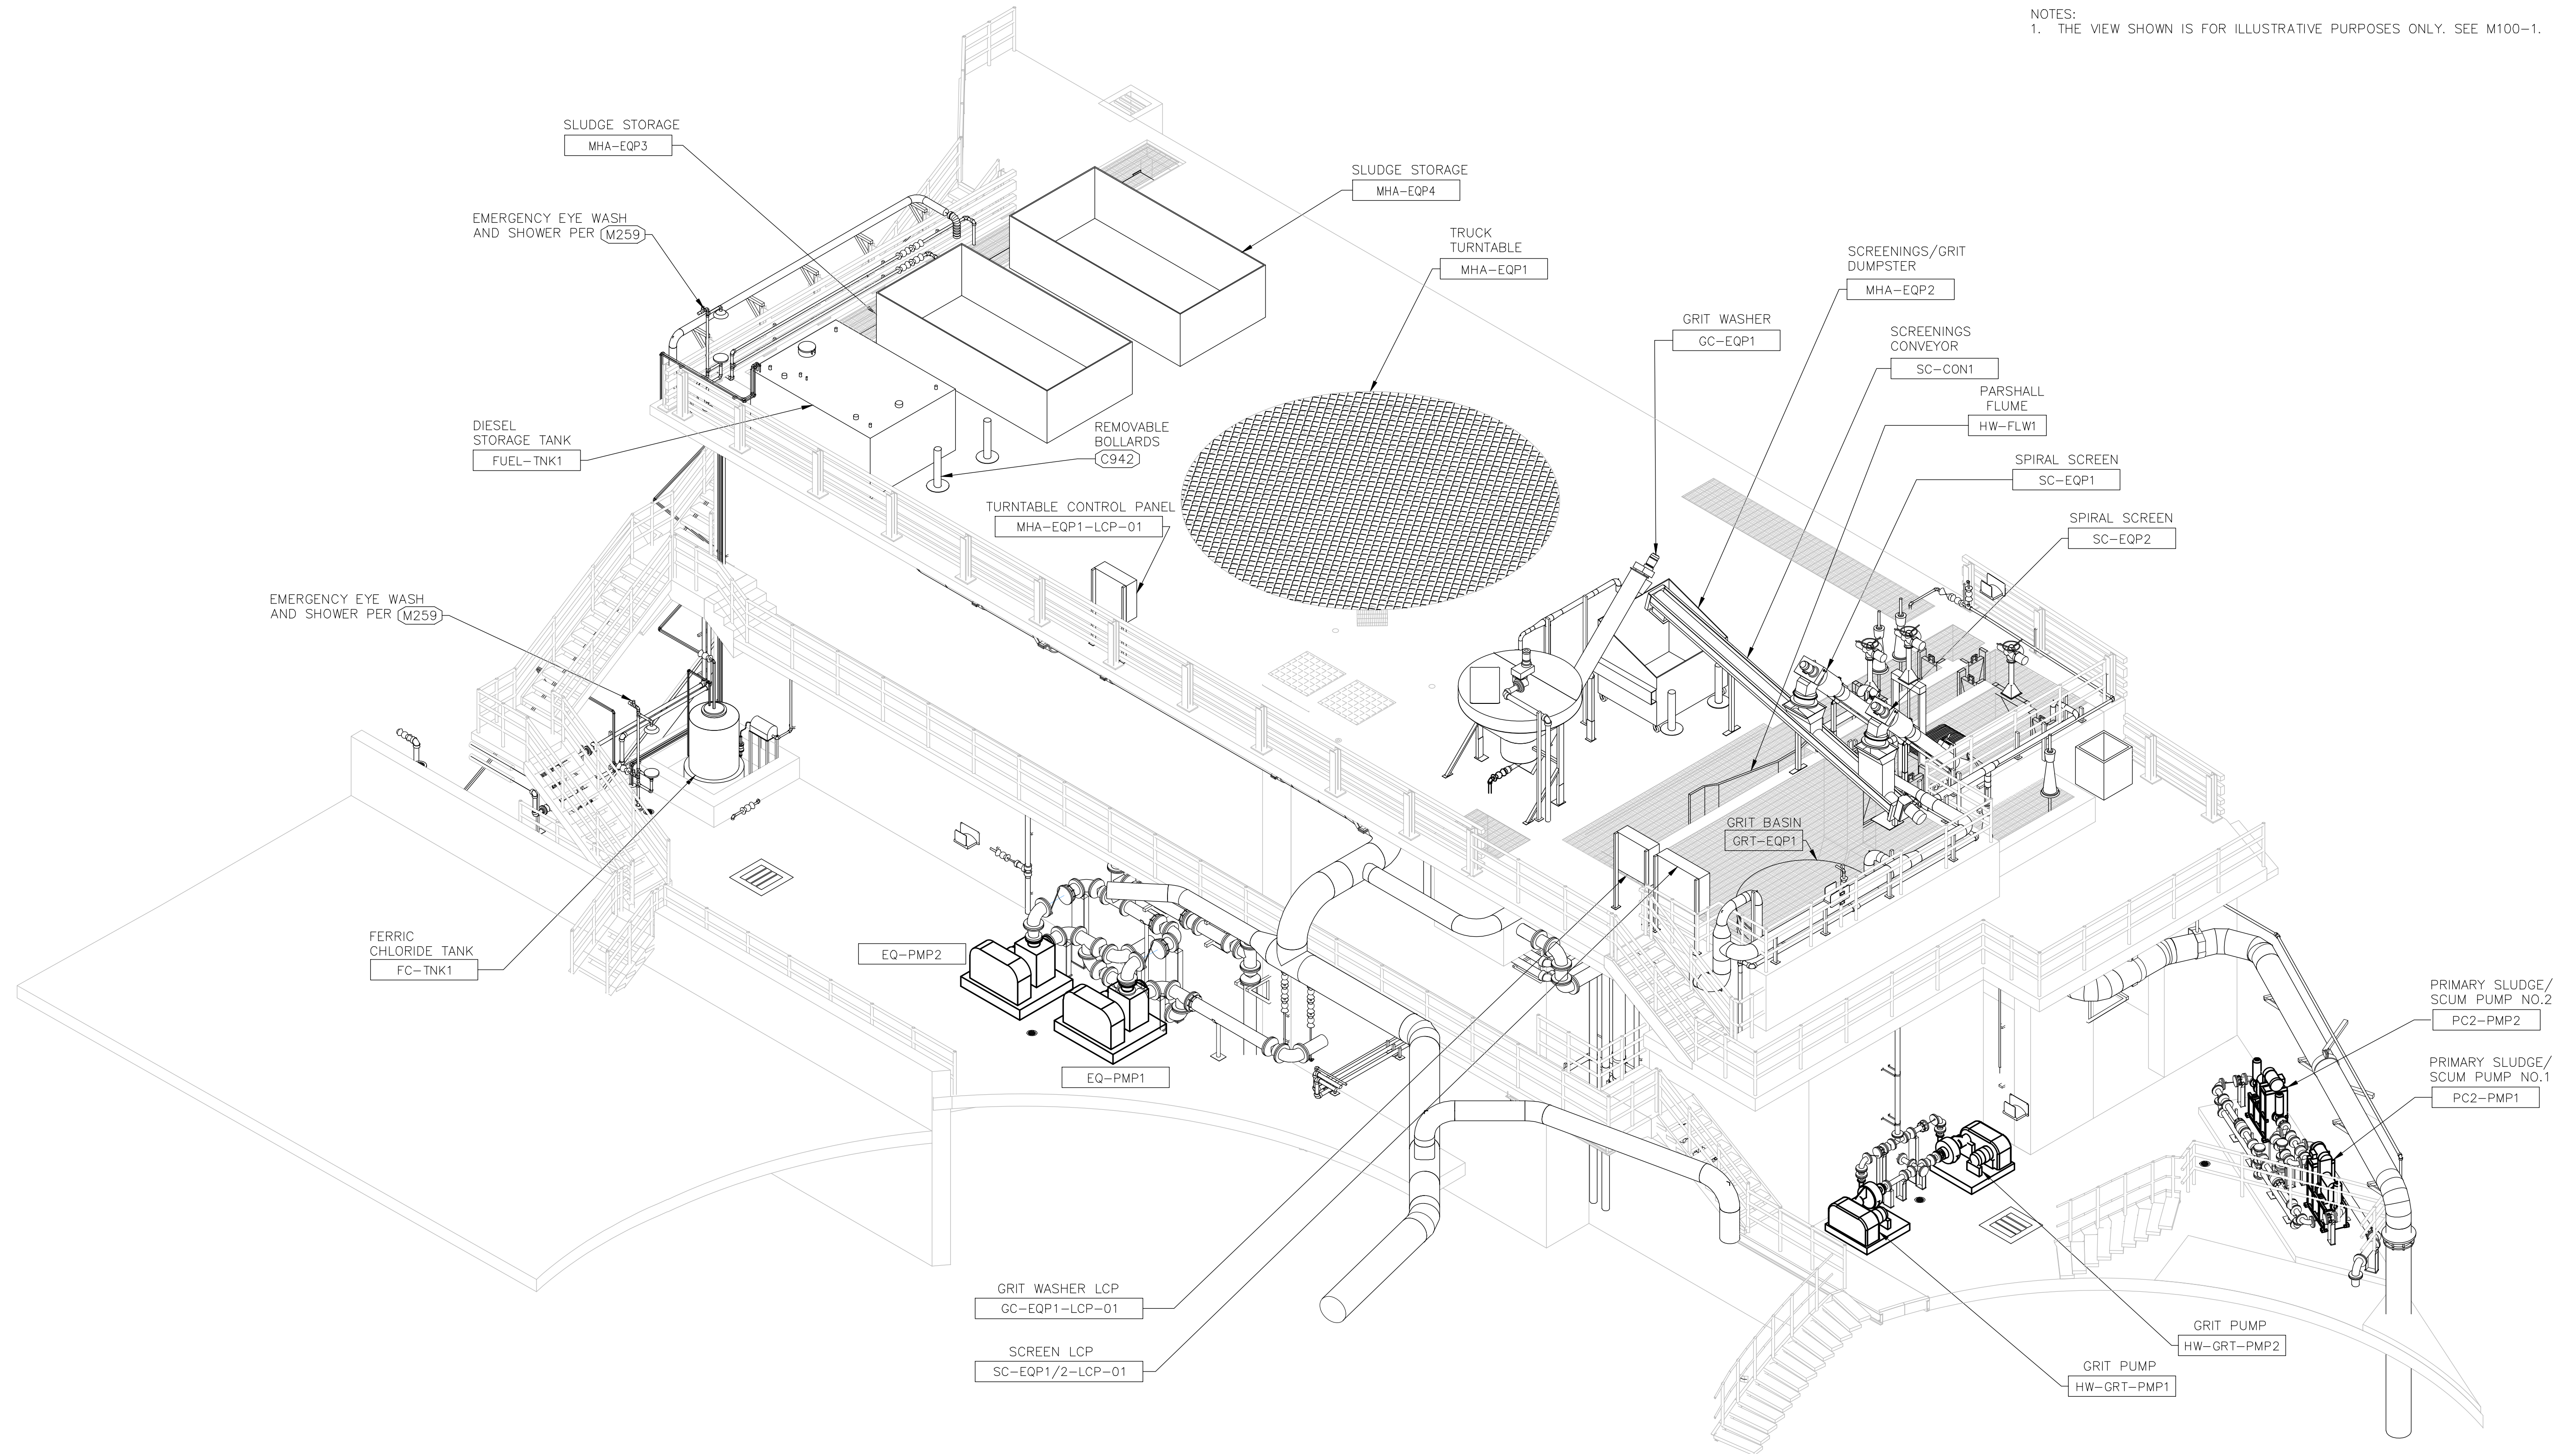 NOTES:
1. THE VIEW SHOWN IS FOR ILLUSTRATIVE PURPOSES ONLY. SEE M100-1.
SLUDGE STORAGE
MHA-EQP3
SLUDGE STORAGE
MHA-EQP4
EMERGENCY EYE WASH
AND SHOWER PER M259
TRUCK
TURNTABLE
MHA-EQP1
SCREENINGS/GRIT
DUMPSTER
MHA-EQP2
GRIT WASHER
GC-EQP1
SCREENINGS
CONVEYOR
SC-CON1
PARSHALL
FLUME
HW-FLW1
DIESEL
STORAGE TANK
FUEL-TNK1
REMOVABLE
BOLLARDS
C942
SPIRAL SCREEN
SC-EQP1
TURNTABLE CONTROL PANEL
MHA-EQP1-LCP-01
SPIRAL SCREEN
SC-EQP2
EMERGENCY EYE WASH
AND SHOWER PER M259
GRIT BASIN
GRT-EQP1
FERRIC
CHLORIDE TANK
FC-TNK1
EQ-PMP2
EQ-PMP1
PRIMARY SLUDGE/
SCUM PUMP NO.2
PC2-PMP2
PRIMARY SLUDGE/
SCUM PUMP NO.1
PC2-PMP1
GRIT WASHER LCP
GC-EQP1-LCP-01
SCREEN LCP
SC-EQP1/2-LCP-01
GRIT PUMP
HW-GRT-PMP2
GRIT PUMP
HW-GRT-PMP1